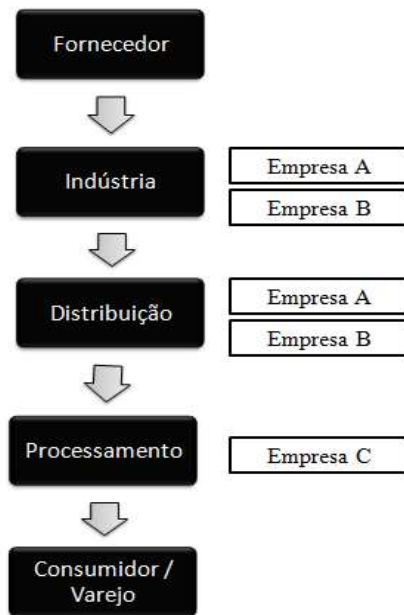 Fornecedor
Indústria
Empresa A
Empresa B
Distribuição
Empresa A
Empresa B
Processamento
Empresa C
Consumidor /
Varejo